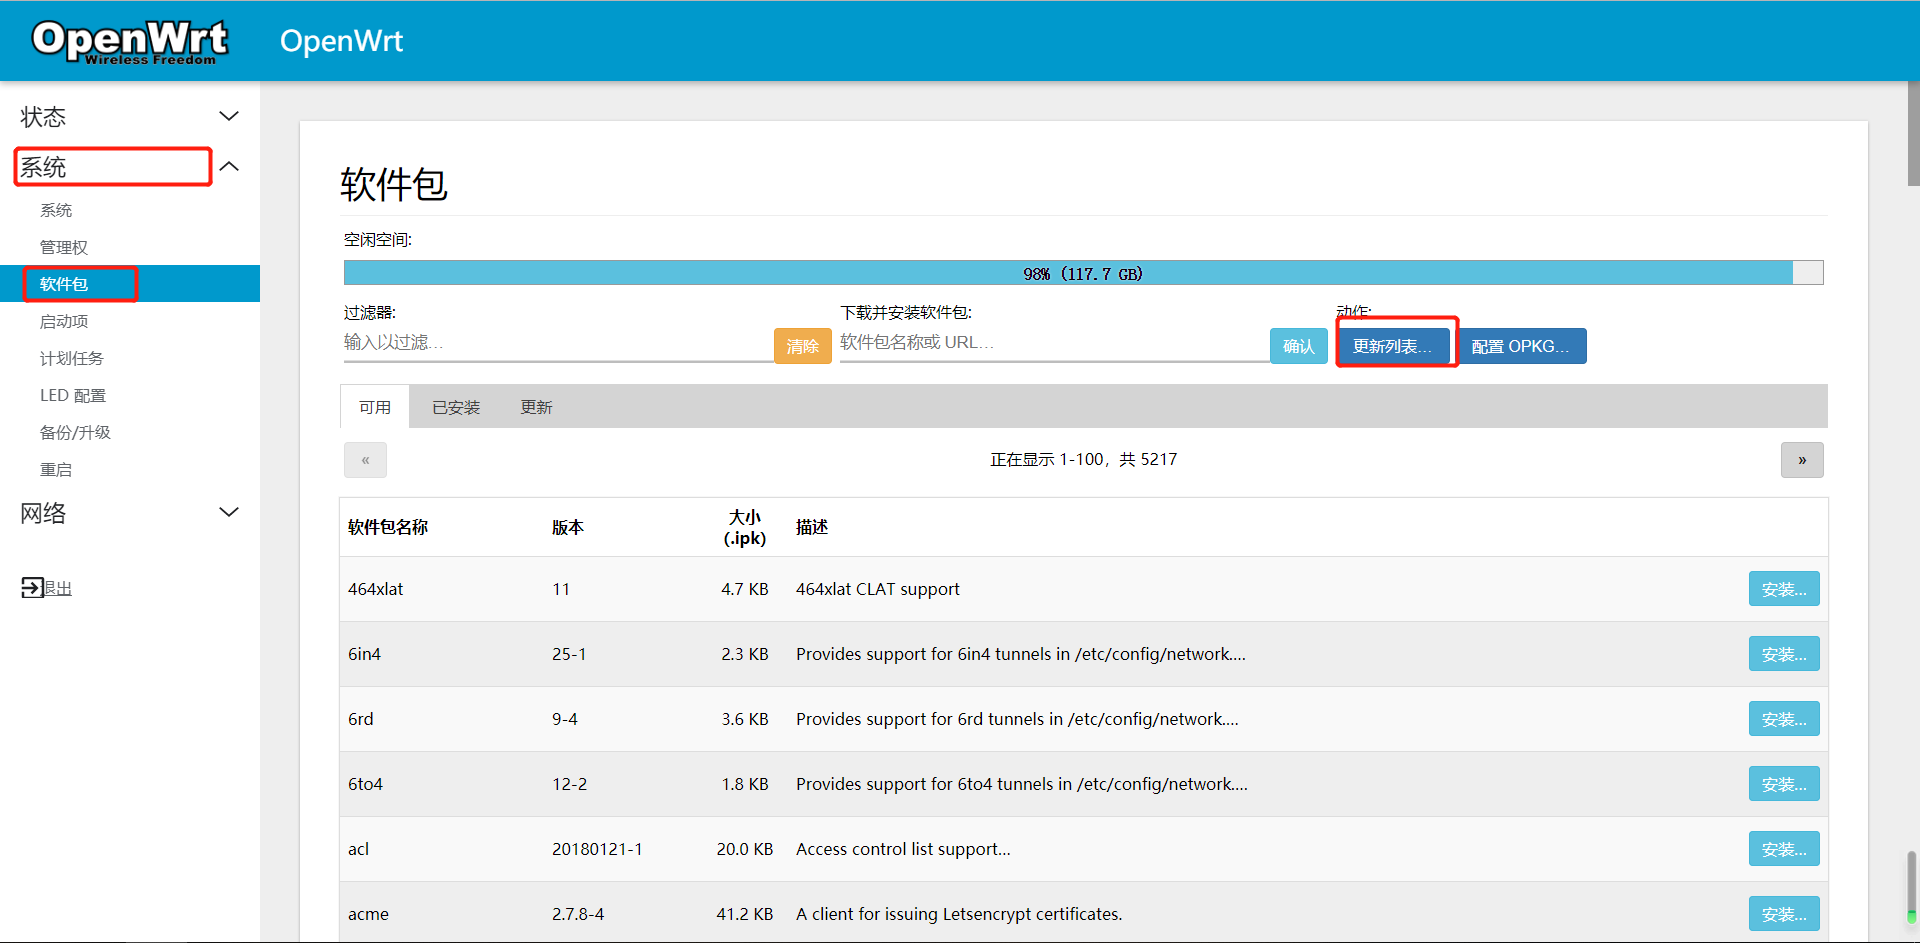 OpenWrt
Wireless Freedom
OpenWrt
状态
系统
系统
管理权
软件包
启动项
计划任务
LED 配置
备份/升级
重启
网络
退出
软件包
空闲空间:
98% (117.7 GB)
过滤器:
输入以过滤…
清除
下载并安装软件包:
软件包名称或 URL…
确认
动作:
更新列表...
配置 OPKG...
可用
已安装
更新
«
正在显示 1-100，共 5217
»
软件包名称 版本 大小 (.ipk) 描述
464xlat 11 4.7 KB 464xlat CLAT support 安装...
6in4 25-1 2.3 KB Provides support for 6in4 tunnels in /etc/config/network.... 安装...
6rd 9-4 3.6 KB Provides support for 6rd tunnels in /etc/config/network.... 安装...
6to4 12-2 1.8 KB Provides support for 6to4 tunnels in /etc/config/network.... 安装...
acl 20180121-1 20.0 KB Access control list support... 安装...
acme 2.7.8-4 41.2 KB A client for issuing Letsencrypt certificates. 安装...